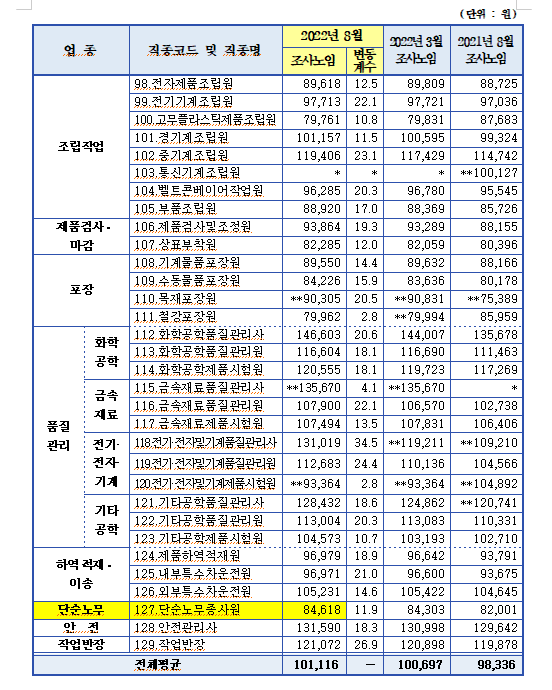 (단위 : 원)
업 종 직종코드 및 직종명 2022년 8월 2022년 3월 조사노임 2021년 8월 조사노임
조사노임 변동계수
조립작업
98.전자제품조립원 89,618 12.5 89,809 88,725
99.전기기계조립원 97,713 22.1 97,721 97,036
100.고무플라스틱제품조립원 79,761 10.8 79,831 87,683
101.경기계조립원 101,157 11.5 100,595 99,324
102.중기계조립원 119,406 23.1 117,429 114,742
103.통신기계조립원 * * * **100,127
104.벨트콘베이어작업원 96,285 20.3 96,780 95,545
105.부품조립원 88,920 17.0 88,369 85,726
제품검사·마감
106.제품검사및조정원 93,864 19.3 93,289 88,155
107.상표부착원 82,285 12.0 82,059 80,396
포장
108.기계물품포장원 89,550 14.4 89,632 88,166
109.수동물품포장원 84,226 15.9 83,636 80,178
110.목재포장원 **90,305 20.5 **90,831 **75,389
111.철강포장원 79,962 2.8 **79,994 85,959
품질관리
화학공학
112.화학공학품질관리사 146,603 20.6 144,007 135,678
113.화학공학품질관리원 116,604 18.1 116,690 111,463
114.화학공학제품시험원 120,555 18.1 119,723 117,269
금속재료
115.금속재료품질관리사 **135,670 4.1 **135,670 *
116.금속재료품질관리원 107,900 22.1 106,570 102,738
117.금속재료제품시험원 107,494 13.5 107,831 106,406
전기·전자·기계
118.전기·전자및기계품질관리사 131,019 34.5 **119,211 **109,210
119.전기·전자및기계품질관리원 112,683 24.4 110,136 104,566
120.전기·전자및기계제품시험원 **93,364 2.8 **93,364 **104,892
기타공학
121.기타공학품질관리사 128,432 18.6 124,862 **120,741
122.기타공학품질관리원 113,004 20.3 113,083 110,331
123.기타공학제품시험원 104,573 10.7 103,193 102,710
하역적재·이송
124.제품하역적재원 96,979 18.9 96,642 93,791
125.내부특수차운전원 96,971 21.0 96,600 93,675
126.외부특수차운전원 105,231 14.6 105,422 104,645
단순노무 127.단순노무종사원 84,618 11.9 84,303 82,001
안 전 128.안전관리사 131,590 18.3 130,998 129,642
작업반장 129.작업반장 121,072 26.9 120,898 119,878
전체평균 101,116 – 100,697 98,336